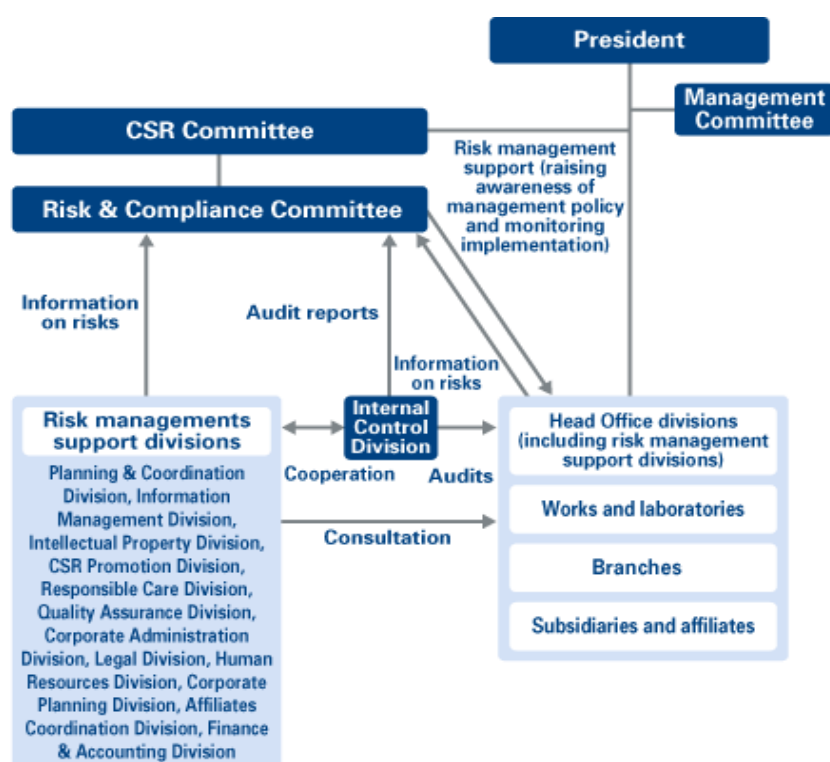 President
Management
Committee
CSR Committee
Risk management
support (raising
awareness of
management policy
and monitoring
implementation)
Risk & Compliance Committee
Information
on risks
Audit reports
Information
on risks
Risk managements
support divisions
Internal
Control
Division
Head Office divisions
(including risk management
support divisions)
Cooperation
Audits
Planning & Coordination
Division, Information
Management Division,
Intellectual Property Division,
CSR Promotion Division,
Responsible Care Division,
Quality Assurance Division,
Corporate Administration
Division, Legal Division, Human
Resources Division, Corporate
Planning Division, Affiliates
Coordination Division, Finance
& Accounting Division
Consultation
Works and laboratories
Branches
Subsidiaries and affiliates